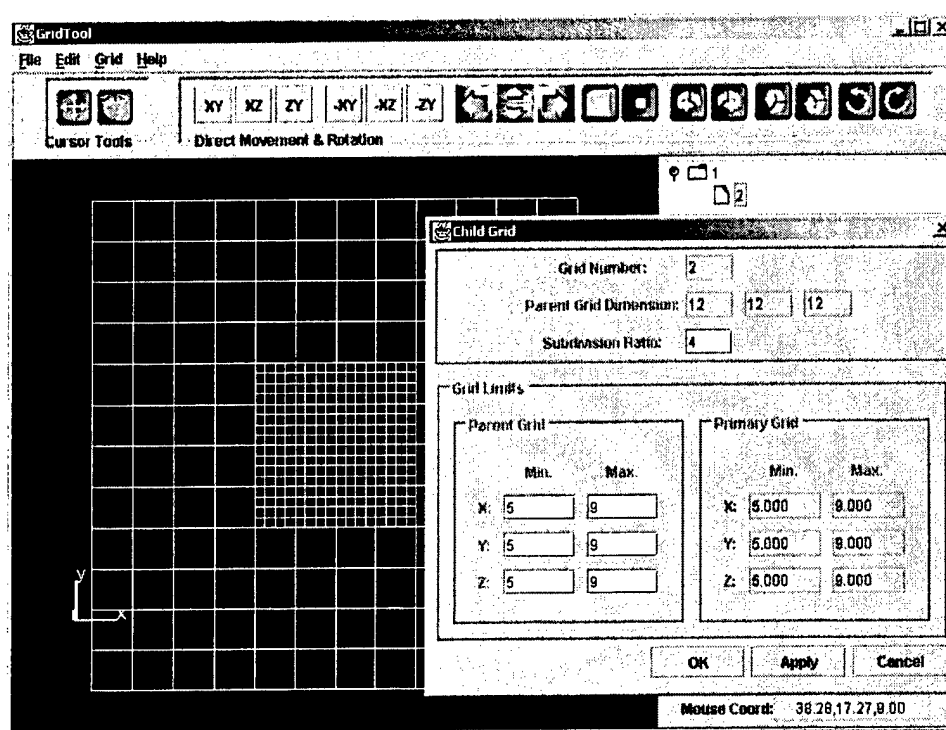 GridTool
File Edit Grid Help
XY XZ ZY -XY -XZ -ZY
Cursor Tools Direct Movement & Rotation
1
2
Child Grid
Grid Number: 2
Parent Grid Dimension: 12 12 12
Subdivision Ratio: 4
Grid Limits
Parent Grid Primary Grid
Min. Max. Min. Max.
X: 5 9 X: 5.000 9.000
Y: 5 9 Y: 5.000 9.000
Z: 5 9 Z: 5.000 9.000
y
x
OK Apply Cancel
Mouse Coord: 38.28,17.27,9.00